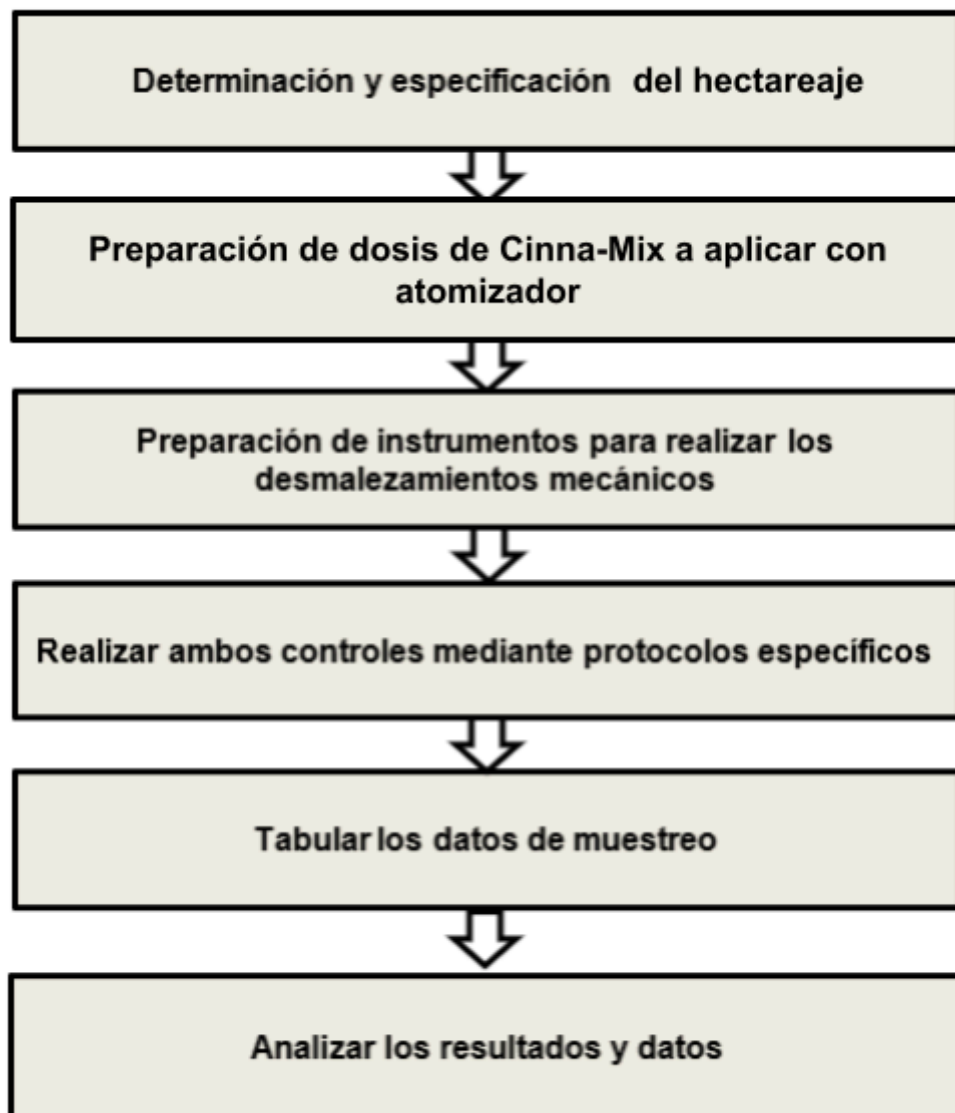 Determinación y especificación del hectareaje
Preparación de dosis de Cinna-Mix a aplicar con
atomizador
Preparación de instrumentos para realizar los
desmalezamientos mecánicos
Realizar ambos controles mediante protocolos específicos
Tabular los datos de muestreo
Analizar los resultados y datos